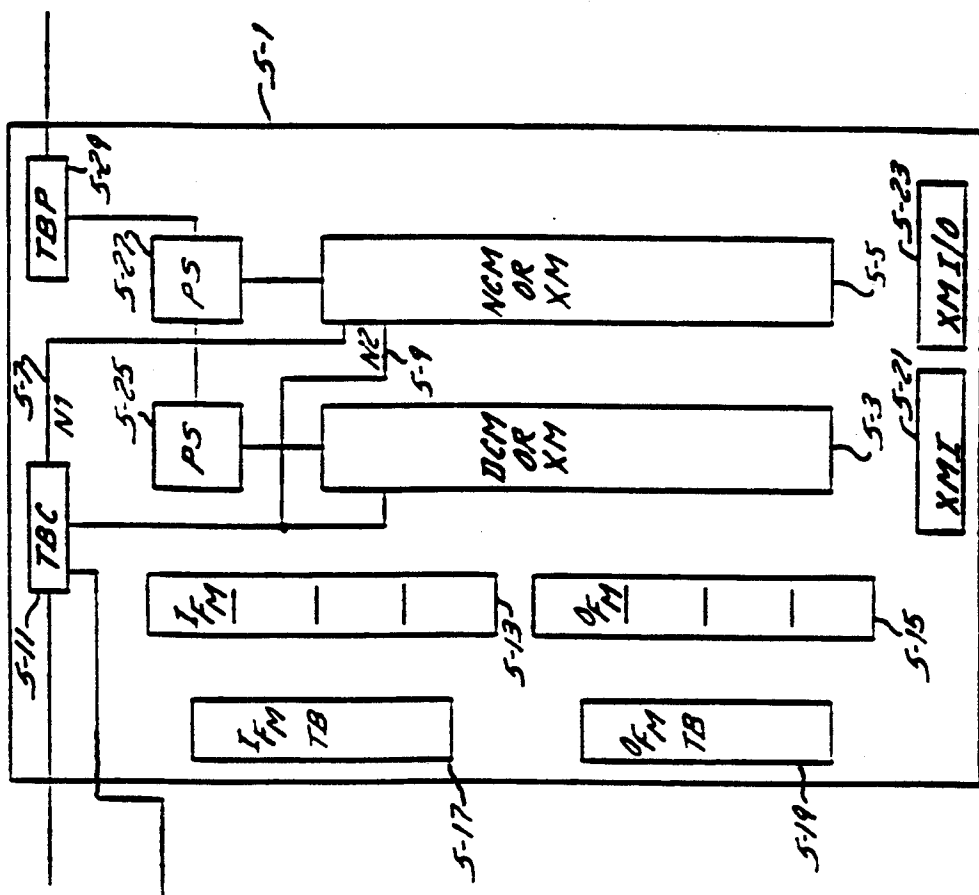 5-11
TBC
5-7
N1
TBP
5-29
5-1
5-25
PS
5-27
PS
IFM
5-13
IFM
TB
5-17
N2
5-9
DCM
OR
XM
5-3
NCM
OR
XM
5-5
OFM
5-15
OFM
TB
5-19
XMI
5-21
XMI/O
5-23